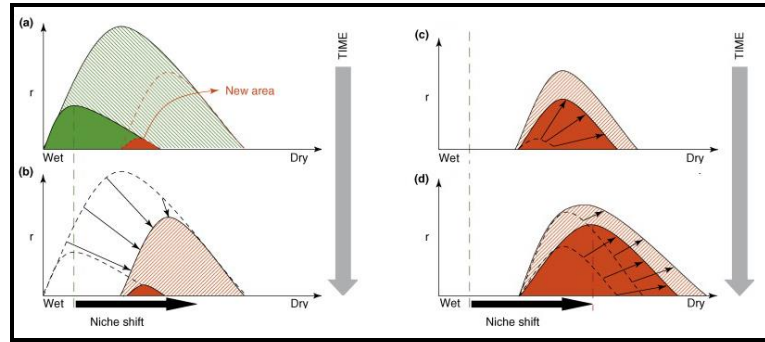 (a)
r
New area
Wet
Dry
TIME
(b)
r
Wet
Dry
Niche shift
(c)
r
Wet
Dry
TIME
(d)
r
Wet
Dry
Niche shift